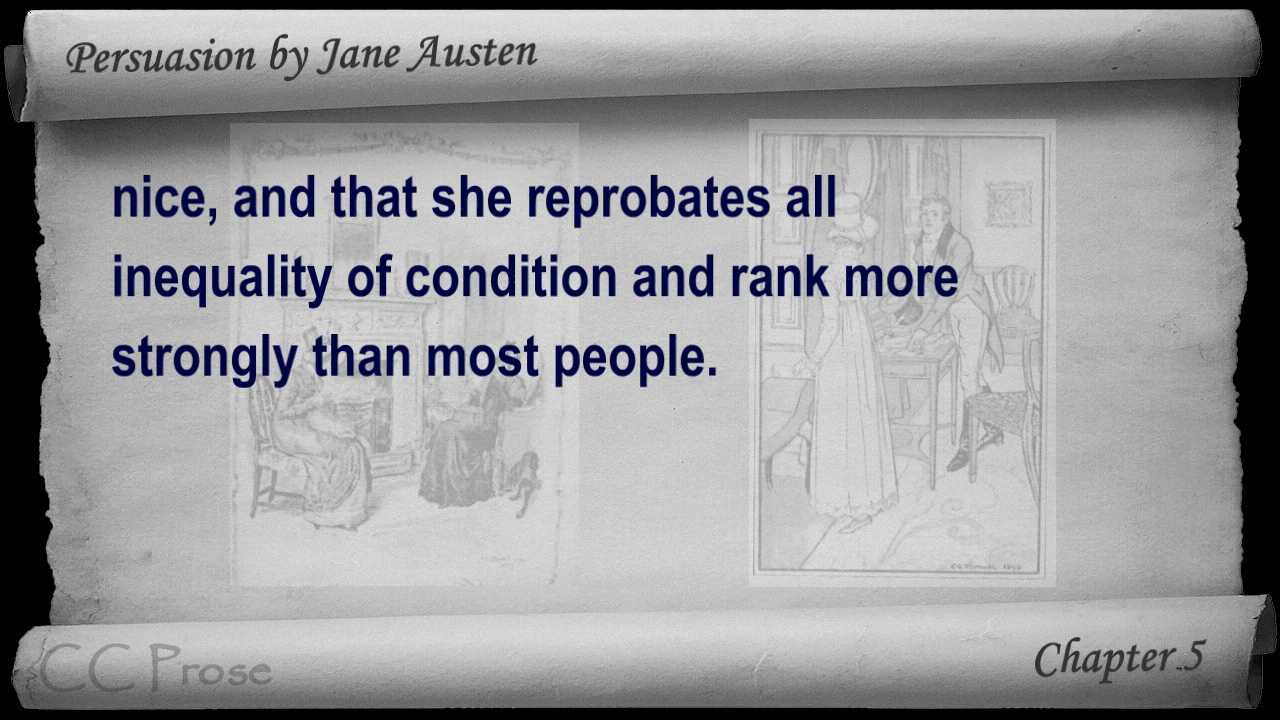 Persuasion by Jane Austen
nice, and that she reprobates all
inequality of condition and rank more
strongly than most people.
CC Prose
Chapter 5